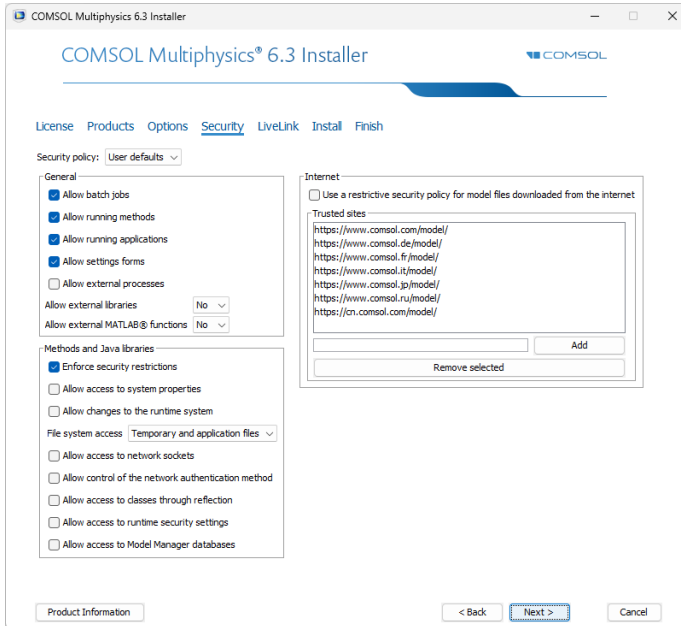 COMSOL Multiphysics 6.3 Installer
COMSOL Multiphysics® 6.3 Installer
COMSOL
License Products Options Security LiveLink Install Finish
Security policy: User defaults
General
Allow batch jobs
Allow running methods
Allow running applications
Allow settings forms
Allow external processes
Allow external libraries No
Allow external MATLAB® functions No
Methods and Java libraries
Enforce security restrictions
Allow access to system properties
Allow changes to the runtime system
File system access Temporary and application files
Allow access to network sockets
Allow control of the network authentication method
Allow access to classes through reflection
Allow access to runtime security settings
Allow access to Model Manager databases
Internet
Use a restrictive security policy for model files downloaded from the internet
Trusted sites
https://www.comsol.com/model/
https://www.comsol.de/model/
https://www.comsol.fr/model/
https://www.comsol.it/model/
https://www.comsol.jp/model/
https://www.comsol.ru/model/
https://cn.comsol.com/model/
Add
Remove selected
Product Information
< Back Next > Cancel